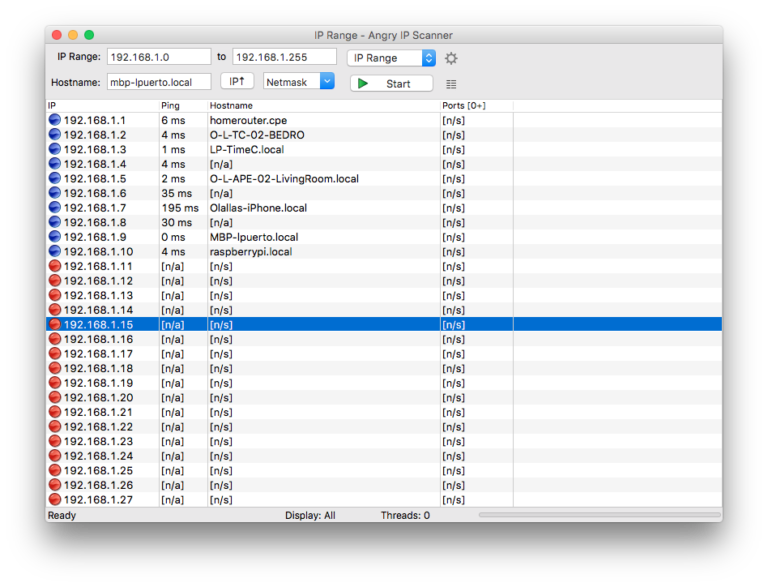 IP Range - Angry IP Scanner
IP Range: 192.168.1.0 to 192.168.1.255 IP Range
Hostname: mbp-lpuerto.local IP↑ Netmask Start
IP Ping Hostname Ports [0+]
192.168.1.1 6 ms homerouter.cpe [n/s]
192.168.1.2 4 ms O-L-TC-02-BEDRO [n/s]
192.168.1.3 1 ms LP-TimeC.local [n/s]
192.168.1.4 4 ms [n/a] [n/s]
192.168.1.5 2 ms O-L-APE-02-LivingRoom.local [n/s]
192.168.1.6 35 ms [n/a] [n/s]
192.168.1.7 195 ms Olallas-iPhone.local [n/s]
192.168.1.8 30 ms [n/a] [n/s]
192.168.1.9 0 ms MBP-lpuerto.local [n/s]
192.168.1.10 4 ms raspberrypi.local [n/s]
192.168.1.11 [n/a] [n/s] [n/s]
192.168.1.12 [n/a] [n/s] [n/s]
192.168.1.13 [n/a] [n/s] [n/s]
192.168.1.14 [n/a] [n/s] [n/s]
192.168.1.15 [n/a] [n/s] [n/s]
192.168.1.16 [n/a] [n/s] [n/s]
192.168.1.17 [n/a] [n/s] [n/s]
192.168.1.18 [n/a] [n/s] [n/s]
192.168.1.19 [n/a] [n/s] [n/s]
192.168.1.20 [n/a] [n/s] [n/s]
192.168.1.21 [n/a] [n/s] [n/s]
192.168.1.22 [n/a] [n/s] [n/s]
192.168.1.23 [n/a] [n/s] [n/s]
192.168.1.24 [n/a] [n/s] [n/s]
192.168.1.25 [n/a] [n/s] [n/s]
192.168.1.26 [n/a] [n/s] [n/s]
192.168.1.27 [n/a] [n/s] [n/s]
Ready Display: All Threads: 0